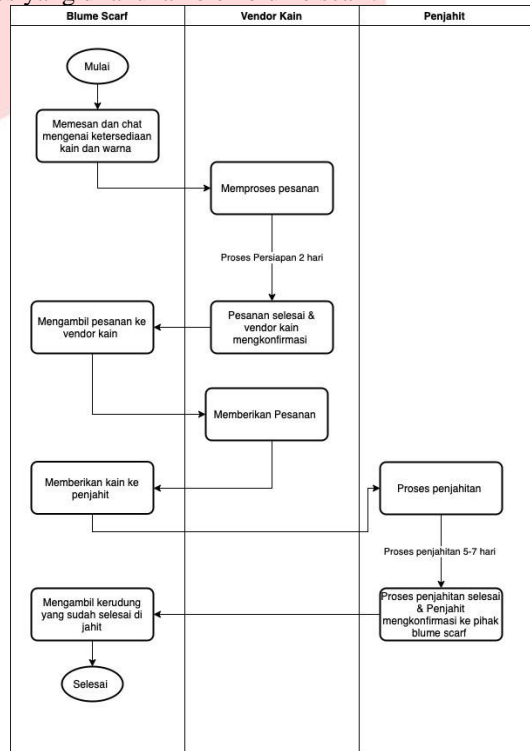 Blume Scarf
Vendor Kain
Penjahit
Mulai
Memesan dan chat
mengenai ketersediaan
kain dan warna
Memproses pesanan
Proses Persiapan 2 hari
Mengambil pesanan ke
vendor kain
Pesanan selesai &
vendor kain
mengkonfirmasi
Memberikan Pesanan
Memberikan kain ke
penjahit
Proses penjahitan
Proses penjahitan 5-7 hari
Mengambil kerudung
yang sudah selesai di
jahit
Proses penjahitan selesai
& Penjahit
mengkonfirmasi ke pihak
blume scarf
Selesai